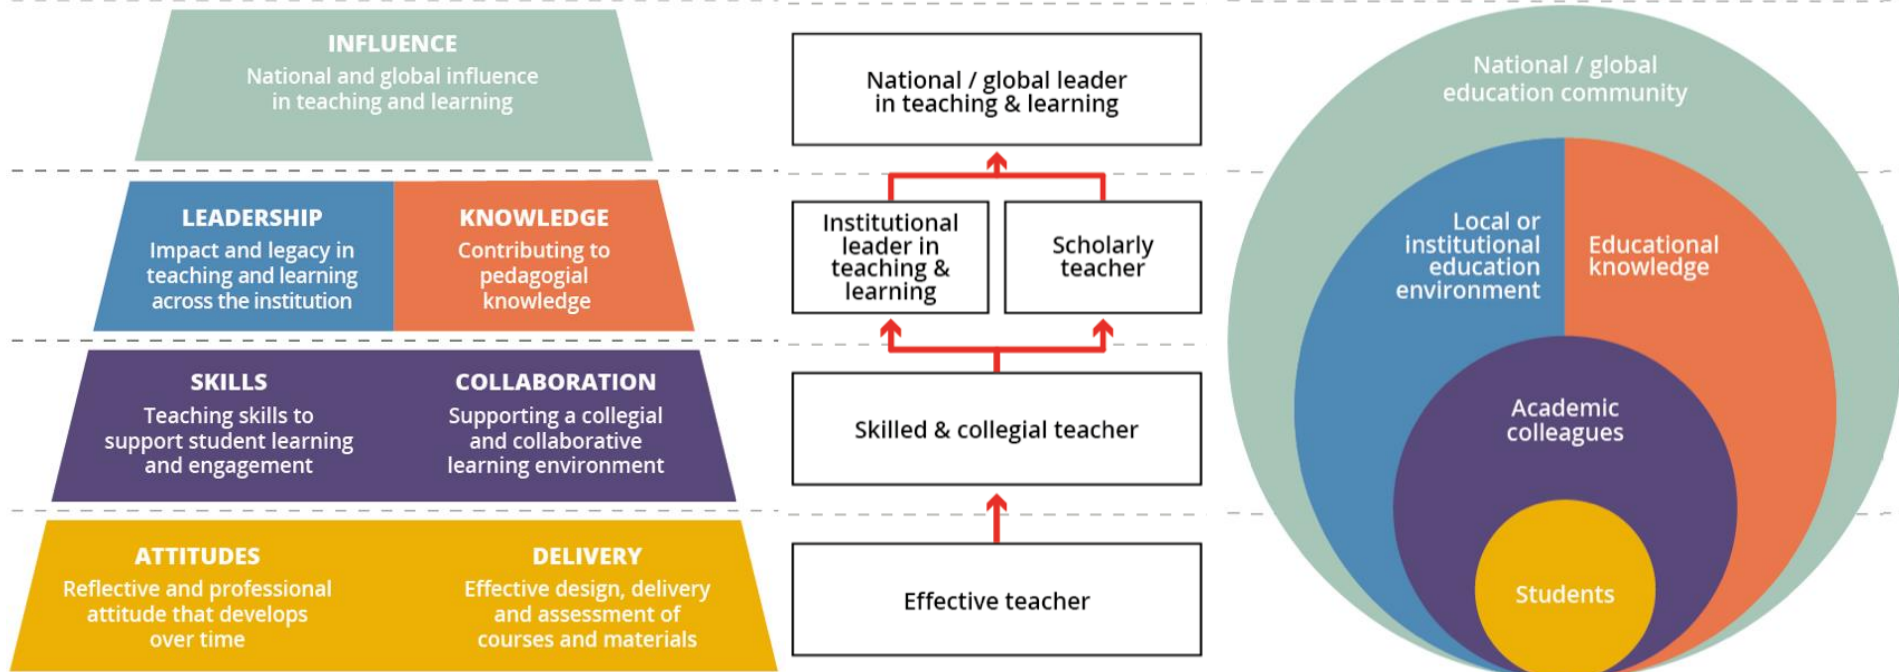 INFLUENCE
National and global influence
in teaching and learning
LEADERSHIP
Impact and legacy in
teaching and learning
across the institution
KNOWLEDGE
Contributing to
pedagogial
knowledge
SKILLS
Teaching skills to
support student learning
and engagement
COLLABORATION
Supporting a collegial
and collaborative
learning environment
ATTITUDES
Reflective and professional
attitude that develops
over time
DELIVERY
Effective design, delivery
and assessment of
courses and materials
National / global leader
in teaching & learning
Institutional
leader in
teaching &
learning
Scholarly
teacher
Skilled & collegial teacher
Effective teacher
National / global
education community
Local or
institutional
education
environment
Educational
knowledge
Academic
colleagues
Students